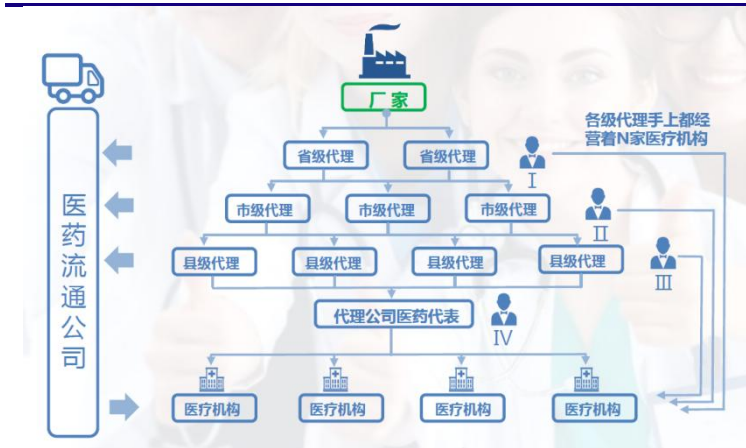 厂家
各级代理手上都经
营着N家医疗机构
省级代理
省级代理
I
市级代理
市级代理
市级代理
II
县级代理
县级代理
县级代理
县级代理
III
代理公司医药代表
IV
医疗机构
医疗机构
医疗机构
医疗机构
医药流通公司